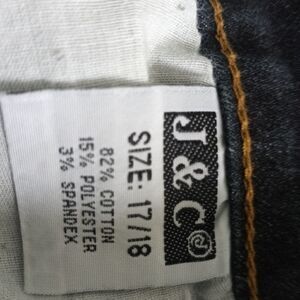 J & C
SIZE: 17/18
82% COTTON
15% POLYESTER
3% SPANDEX